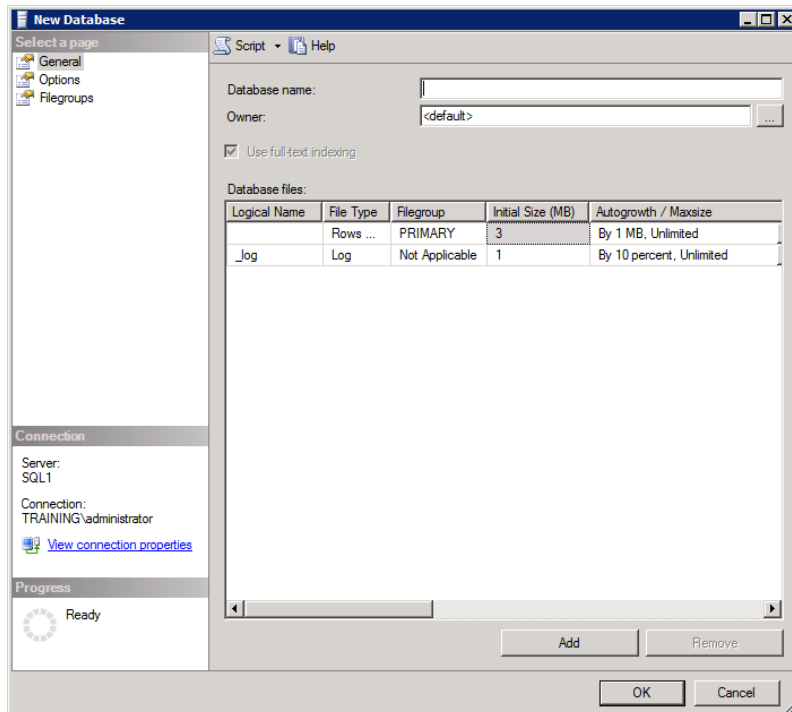 New Database
Select a page
General
Options
Filegroups
Script
Help
Database name:
Owner:
<default>
...
Use full-text indexing
Database files:
Logical Name File Type Filegroup Initial Size (MB) Autogrowth / Maxsize
Rows ... PRIMARY 3 By 1 MB, Unlimited
_log Log Not Applicable 1 By 10 percent, Unlimited
Connection
Server:
SQL1
Connection:
TRAINING\administrator
View connection properties
Progress
Ready
Add
Remove
OK
Cancel